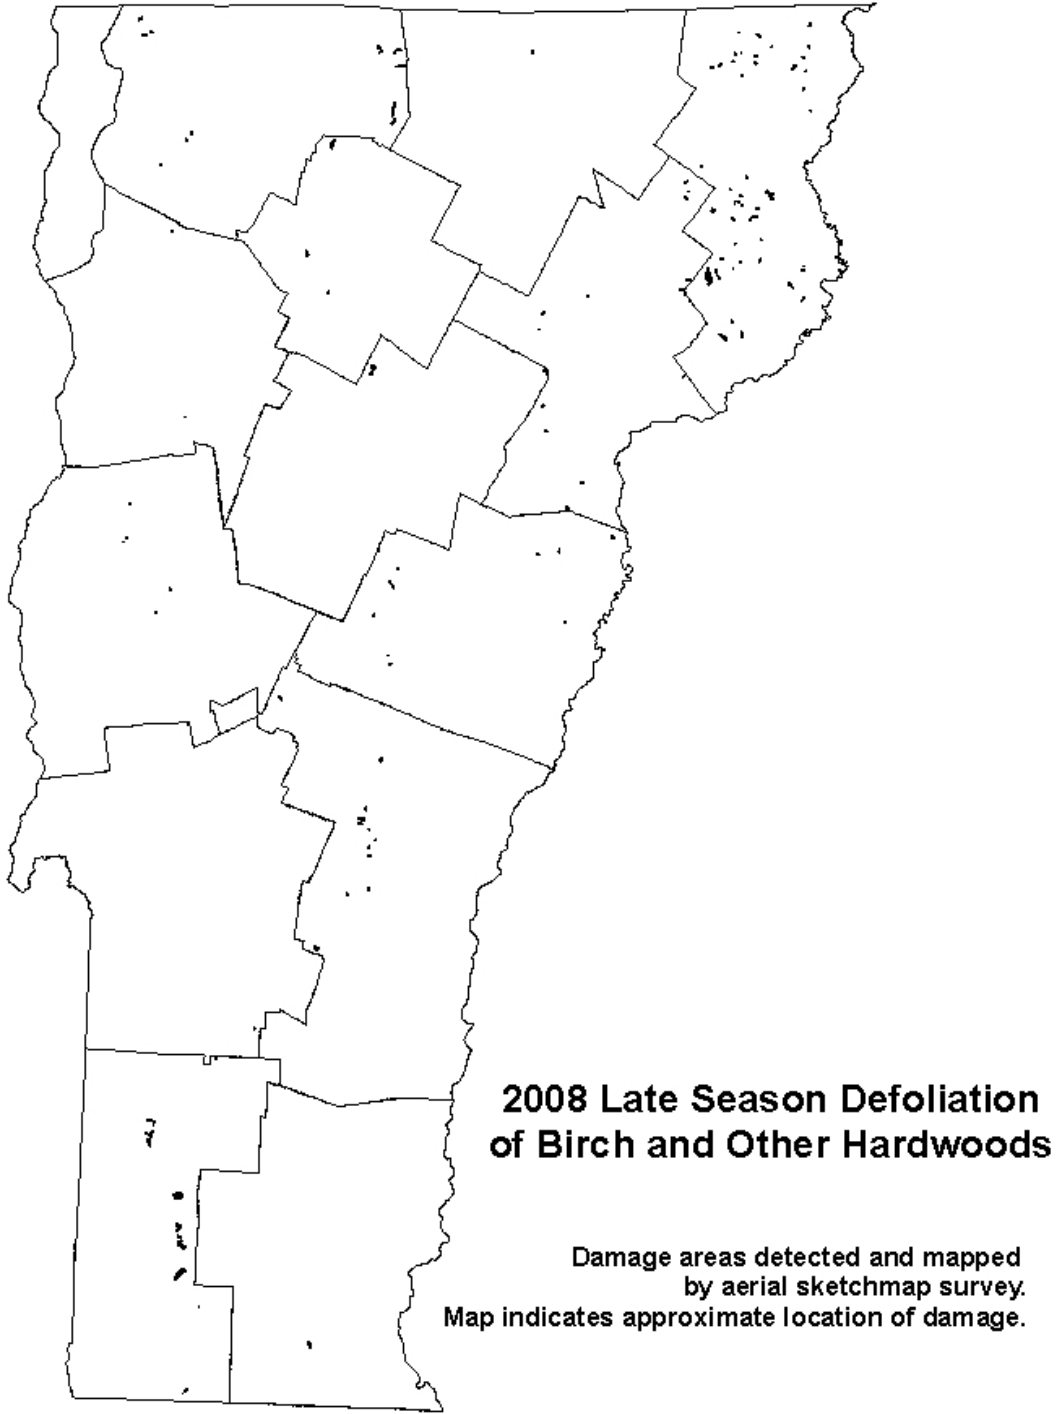 2008 Late Season Defoliation
of Birch and Other Hardwoods
Damage areas detected and mapped
by aerial sketchmap survey.
Map indicates approximate location of damage.